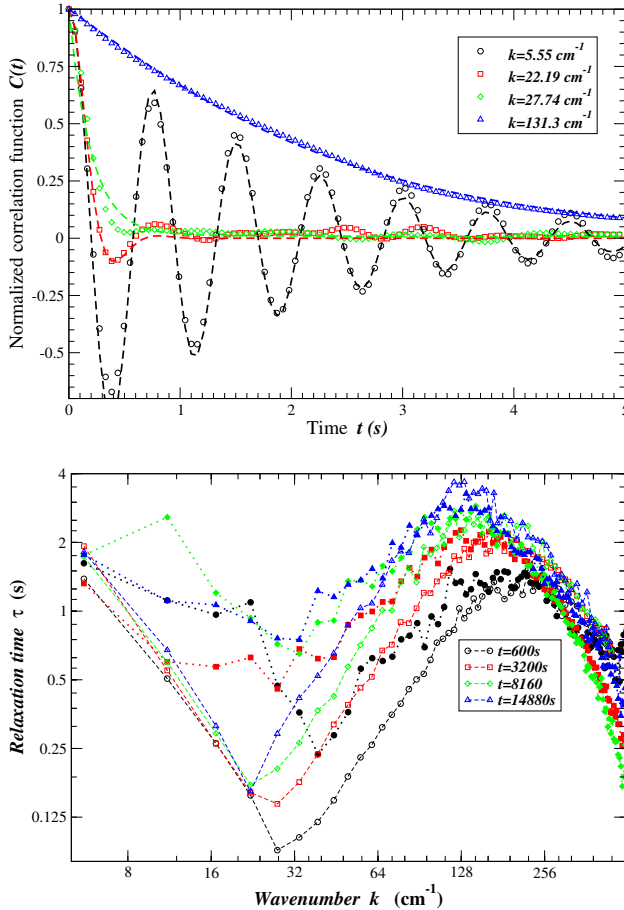 Normalized correlation function C(t)
1
0.75
0.5
0.25
0
-0.25
-0.5
k=5.55 cm⁻¹
k=22.19 cm⁻¹
k=27.74 cm⁻¹
k=131.3 cm⁻¹
0 1 2 3 4 5
Time t (s)
Relaxation time τ (s)
4
2
1
0.5
0.25
0.125
t=600s
t=3200s
t=8160
t=14880s
8 16 32 64 128 256
Wavenumber k (cm⁻¹)